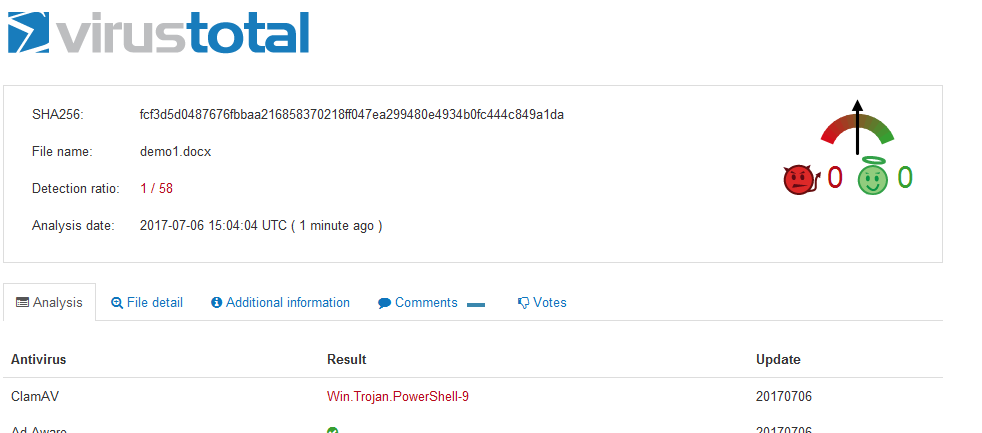 virustotal
SHA256: fcf3d5d0487676fbbaa216858370218ff047ea299480e4934b0fc444c849a1da
File name: demo1.docx
Detection ratio: 1 / 58
Analysis date: 2017-07-06 15:04:04 UTC ( 1 minute ago )
0 0
Analysis File detail Additional information Comments Votes
Antivirus Result Update
ClamAV Win.Trojan.PowerShell-9 20170706
Ad-Aware 20170706